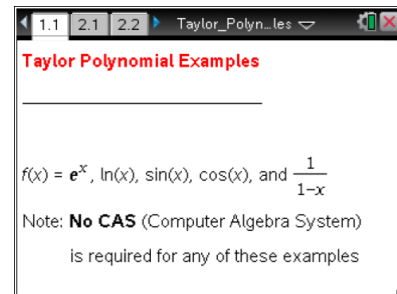 1.1 2.1 2.2 Taylor_Polyn…les
Taylor Polynomial Examples
f(x) = eˣ, ln(x), sin(x), cos(x), and 1/(1−x)
Note: No CAS (Computer Algebra System)
is required for any of these examples